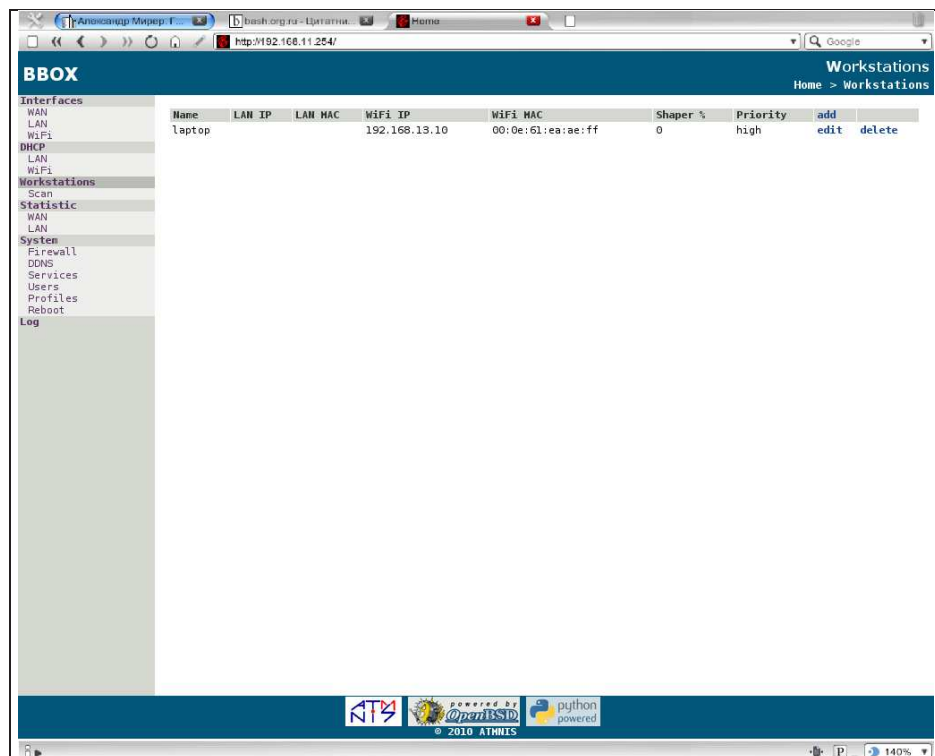 Александр Мирер: Г...
bash.org.ru - Цитатни...
Home
http://192.168.11.254/
Google
BBOX
Workstations
Home > Workstations
Interfaces
WAN
LAN
WiFi
DHCP
LAN
WiFi
Workstations
Scan
Statistic
WAN
LAN
System
Firewall
DDNS
Services
Users
Profiles
Reboot
Log
Name LAN IP LAN MAC WiFi IP WiFi MAC Shaper % Priority add
laptop 192.168.13.10 00:0e:61:ea:ae:ff 0 high edit delete
powered by
OpenBSD
python
powered
© 2010 ATHNIS
P
140%